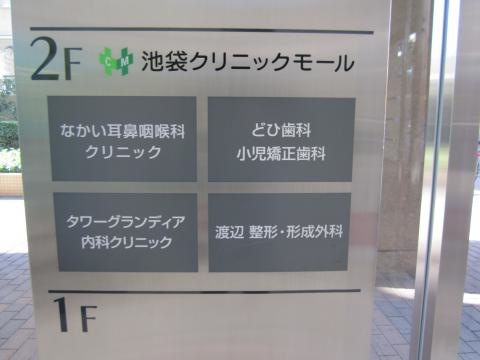 2F CM 池袋クリニックモール
なかい耳鼻咽喉科
クリニック
どひ歯科
小児矯正歯科
タワーグランディア
内科クリニック
渡辺 整形・形成外科
1F